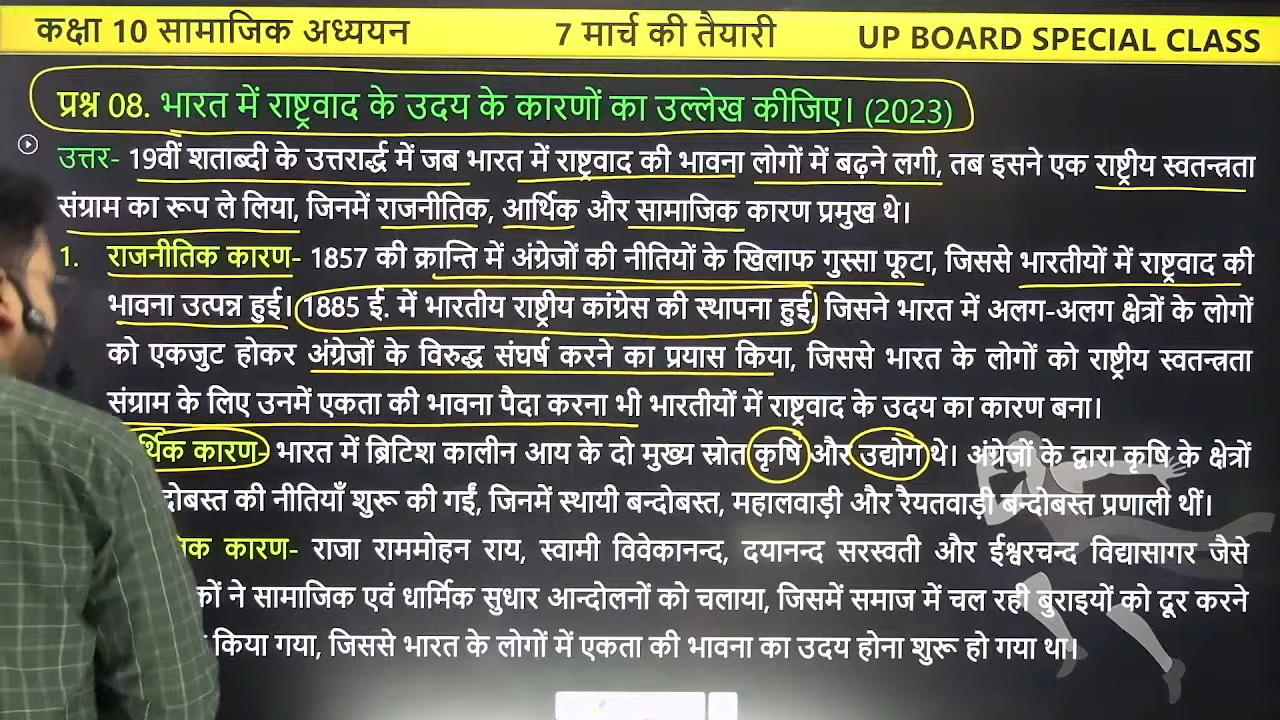 कक्षा 10 सामाजिक अध्ययन 7 मार्च की तैयारी UP BOARD SPECIAL CLASS
प्रश्न 08. भारत में राष्ट्रवाद के उदय के कारणों का उल्लेख कीजिए। (2023)
उत्तर- 19वीं शताब्दी के उत्तरार्द्ध में जब भारत में राष्ट्रवाद की भावना लोगों में बढ़ने लगी, तब इसने एक राष्ट्रीय स्वतन्त्रता
संग्राम का रूप ले लिया, जिनमें राजनीतिक, आर्थिक और सामाजिक कारण प्रमुख थे।
1. राजनीतिक कारण- 1857 की क्रान्ति में अंग्रेजों की नीतियों के खिलाफ गुस्सा फूटा, जिससे भारतीयों में राष्ट्रवाद की
भावना उत्पन्न हुई। 1885 ई. में भारतीय राष्ट्रीय कांग्रेस की स्थापना हुई, जिसने भारत में अलग-अलग क्षेत्रों के लोगों
को एकजुट होकर अंग्रेजों के विरुद्ध संघर्ष करने का प्रयास किया, जिससे भारत के लोगों को राष्ट्रीय स्वतन्त्रता
संग्राम के लिए उनमें एकता की भावना पैदा करना भी भारतीयों में राष्ट्रवाद के उदय का कारण बना।
कारण- भारत में ब्रिटिश कालीन आय के दो मुख्य स्रोत कृषि और उद्योग थे। अंग्रेजों के द्वारा कृषि के क्षेत्रों
की नीतियाँ शुरू की गईं, जिनमें स्थायी बन्दोबस्त, महालवाड़ी और रैयतवाड़ी बन्दोबस्त प्रणाली थीं।
कारण- राजा राममोहन राय, स्वामी विवेकानन्द, दयानन्द सरस्वती और ईश्वरचन्द विद्यासागर जैसे
ने सामाजिक एवं धार्मिक सुधार आन्दोलनों को चलाया, जिसमें समाज में चल रही बुराइयों को दूर करने
किया गया, जिससे भारत के लोगों में एकता की भावना का उदय होना शुरू हो गया था।